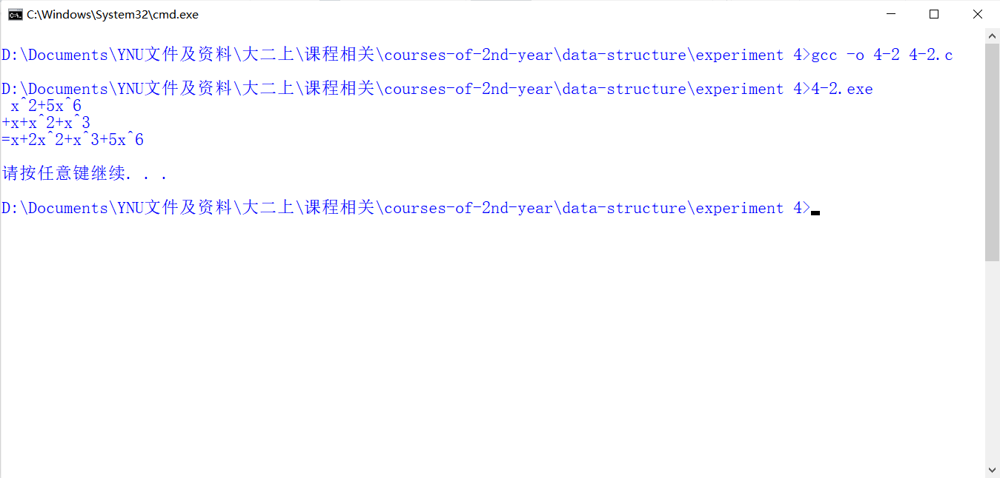 C:\Windows\System32\cmd.exe
D:\Documents\YNU文件及资料\大二上\课程相关\courses-of-2nd-year\data-structure\experiment 4>gcc -o 4-2 4-2.c
D:\Documents\YNU文件及资料\大二上\课程相关\courses-of-2nd-year\data-structure\experiment 4>4-2.exe
 x^2+5x^6
+x+x^2+x^3
=x+2x^2+x^3+5x^6
请按任意键继续. . .
D:\Documents\YNU文件及资料\大二上\课程相关\courses-of-2nd-year\data-structure\experiment 4>